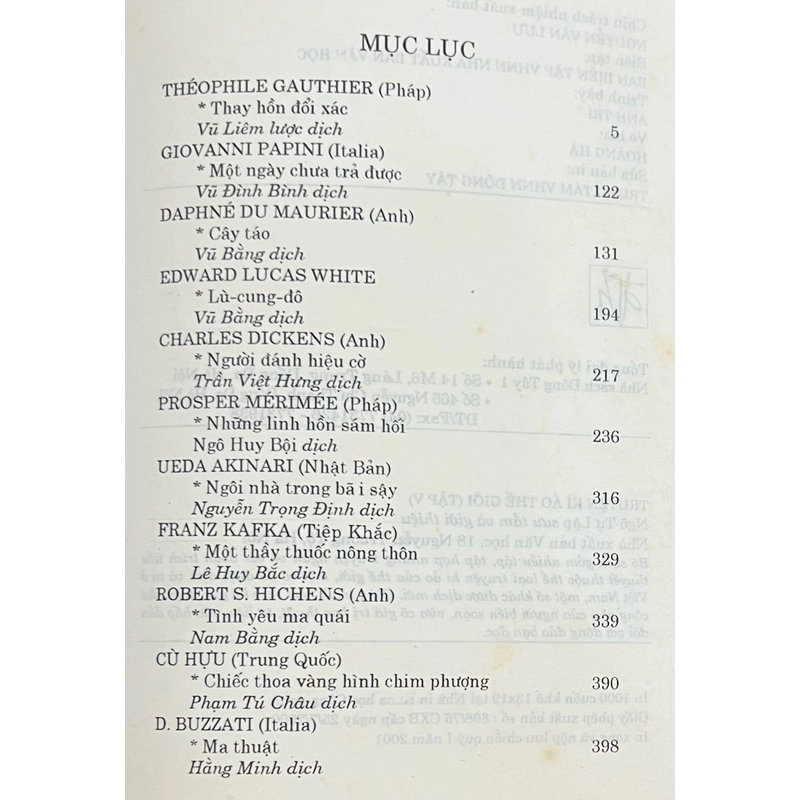 MỤC LỤC
THÉOPHILE GAUTHIER (Pháp)
* Thay hồn đổi xác
Vũ Liêm lược dịch 5
GIOVANNI PAPINI (Italia)
* Một ngày chưa trả được
Vũ Đình Bình dịch 122
DAPHNÉ DU MAURIER (Anh)
* Cây táo
Vũ Bằng dịch 131
EDWARD LUCAS WHITE
* Lù-cung-đô
Vũ Bằng dịch 194
CHARLES DICKENS (Anh)
* Người đánh hiệu cờ
Trần Việt Hưng dịch 217
PROSPER MÉRIMÉE (Pháp)
* Những linh hồn sám hối
Ngô Huy Bội dịch 236
UEDA AKINARI (Nhật Bản)
* Ngôi nhà trong bãi sậy
Nguyễn Trọng Định dịch 316
FRANZ KAFKA (Tiệp Khắc)
* Một thầy thuốc nông thôn
Lê Huy Bắc dịch 329
ROBERT S. HICHENS (Anh)
* Tình yêu ma quái
Nam Bằng dịch 339
CÙ HỰU (Trung Quốc)
* Chiếc thoa vàng hình chim phượng
Phạm Tú Châu dịch 390
D. BUZZATI (Italia)
* Ma thuật
Hằng Minh dịch 398